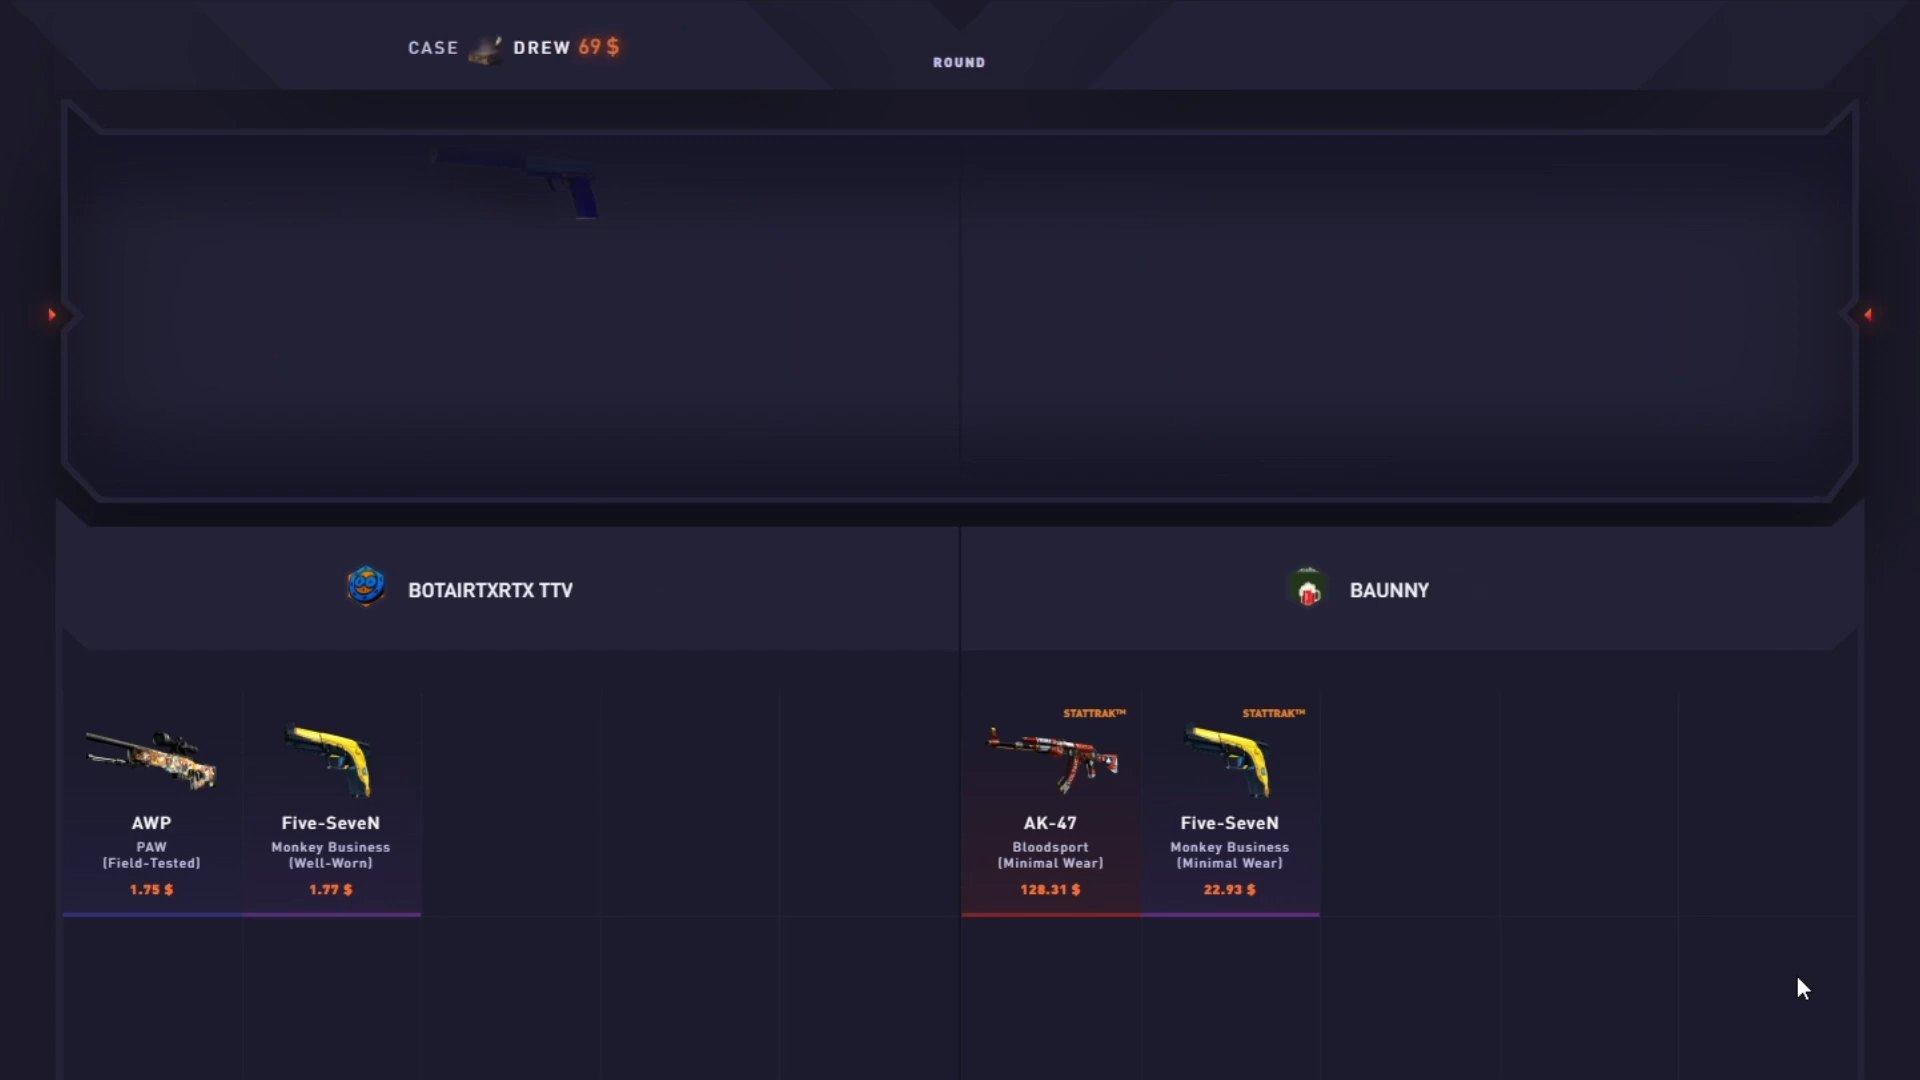 CASE DREW 69 $
ROUND
BOTAIRTXRTX TTV
BAUNNY
AWP
PAW
(Field-Tested)
1.75 $
Five-SeveN
Monkey Business
(Well-Worn)
1.77 $
STATTRAK™
AK-47
Bloodsport
(Minimal Wear)
128.31 $
STATTRAK™
Five-SeveN
Monkey Business
(Minimal Wear)
22.93 $